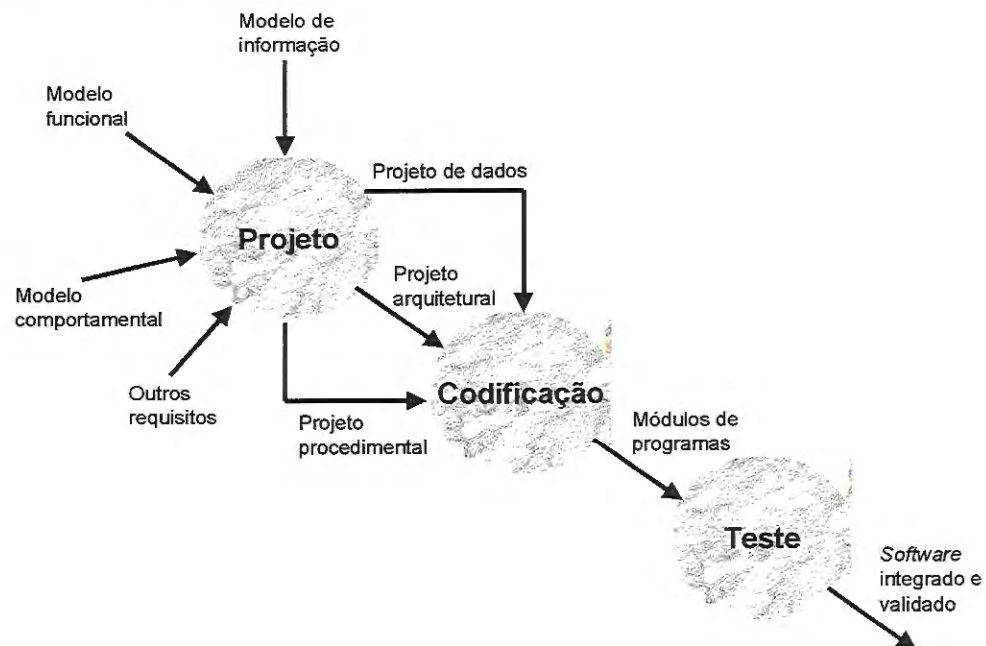 Modelo de
informação
Modelo
funcional
Projeto de dados
Projeto
Projeto
arquitetural
Modelo
comportamental
Outros
requisitos
Projeto
procedimental
Codificação
Módulos de
programas
Teste
Software
integrado e
validado